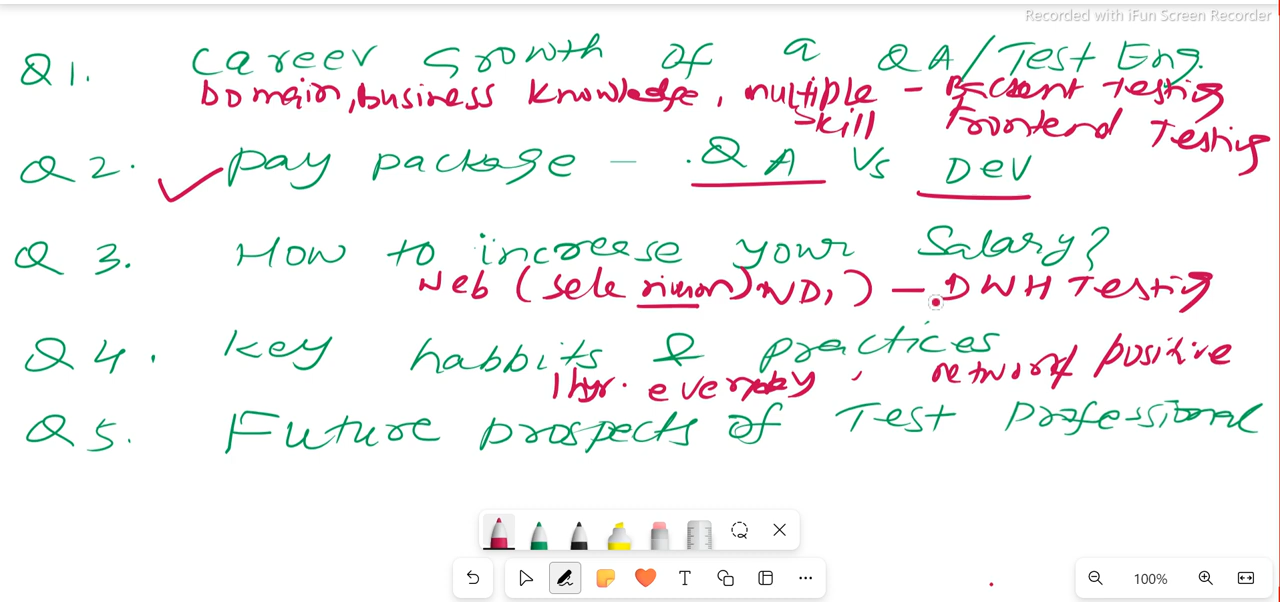 Recorded with iFun Screen Recorder
Q1. Career Growth of a QA/Test Eng.
Domain, business knowledge, multiple skill - Backend Testing
Frontend Testing
Q2. Pay package - QA Vs Dev
Q3. How to increase your Salary?
Web ( ) - DWH Testing
Q4. Key habbits & practices
1 hr. everyday, network positive
Q5. Future prospects of Test Professional
T
100%